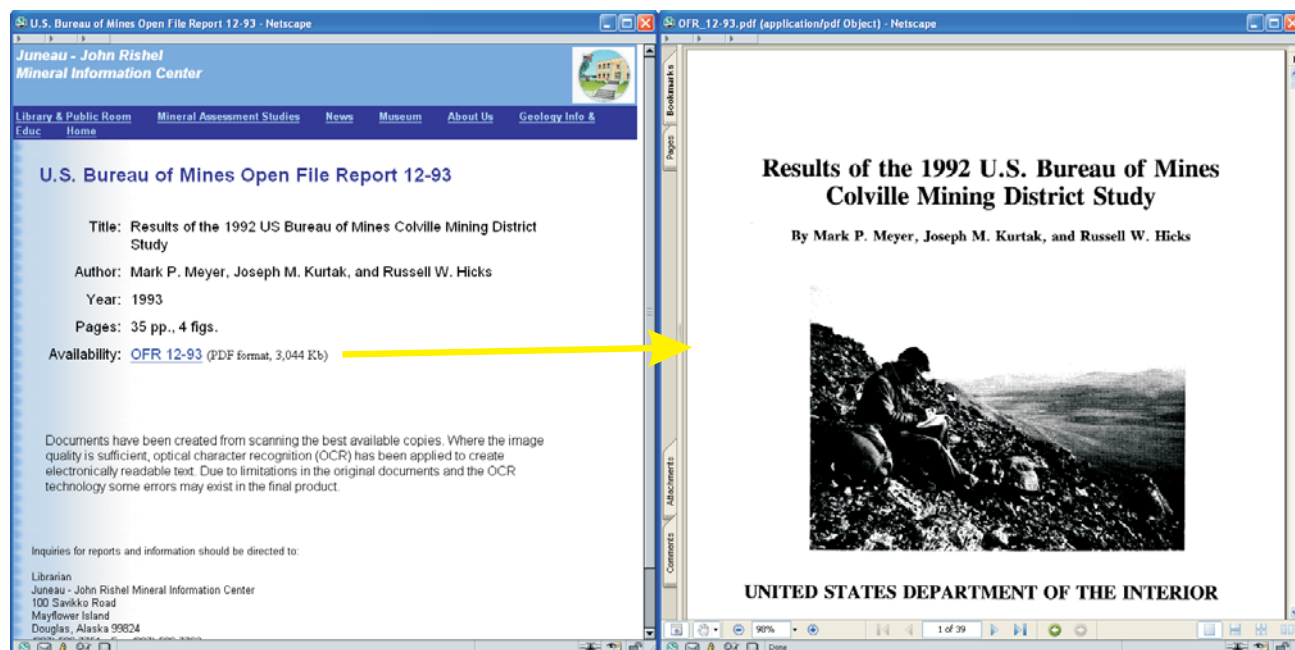 U.S. Bureau of Mines Open File Report 12-93 - Netscape
Juneau - John Rishel
Mineral Information Center
Library & Public Room Mineral Assessment Studies News Museum About Us Geology Info &
Educ Home
U.S. Bureau of Mines Open File Report 12-93
Title: Results of the 1992 US Bureau of Mines Colville Mining District
Study
Author: Mark P. Meyer, Joseph M. Kurtak, and Russell W. Hicks
Year: 1993
Pages: 35 pp., 4 figs.
Availability: OFR 12-93 (PDF format, 3,044 Kb)
Documents have been created from scanning the best available copies. Where the image
quality is sufficient, optical character recognition (OCR) has been applied to create
electronically readable text. Due to limitations in the original documents and the OCR
technology some errors may exist in the final product.
Inquiries for reports and information should be directed to:
Librarian
Juneau - John Rishel Mineral Information Center
100 Savikko Road
Mayflower Island
Douglas, Alaska 99824
OFR_12-93.pdf (application/pdf Object) - Netscape
Bookmarks
Pages
Attachments
Comments
Results of the 1992 U.S. Bureau of Mines
Colville Mining District Study
By Mark P. Meyer, Joseph M. Kurtak, and Russell W. Hicks
UNITED STATES DEPARTMENT OF THE INTERIOR
90%
1 of 39
Done